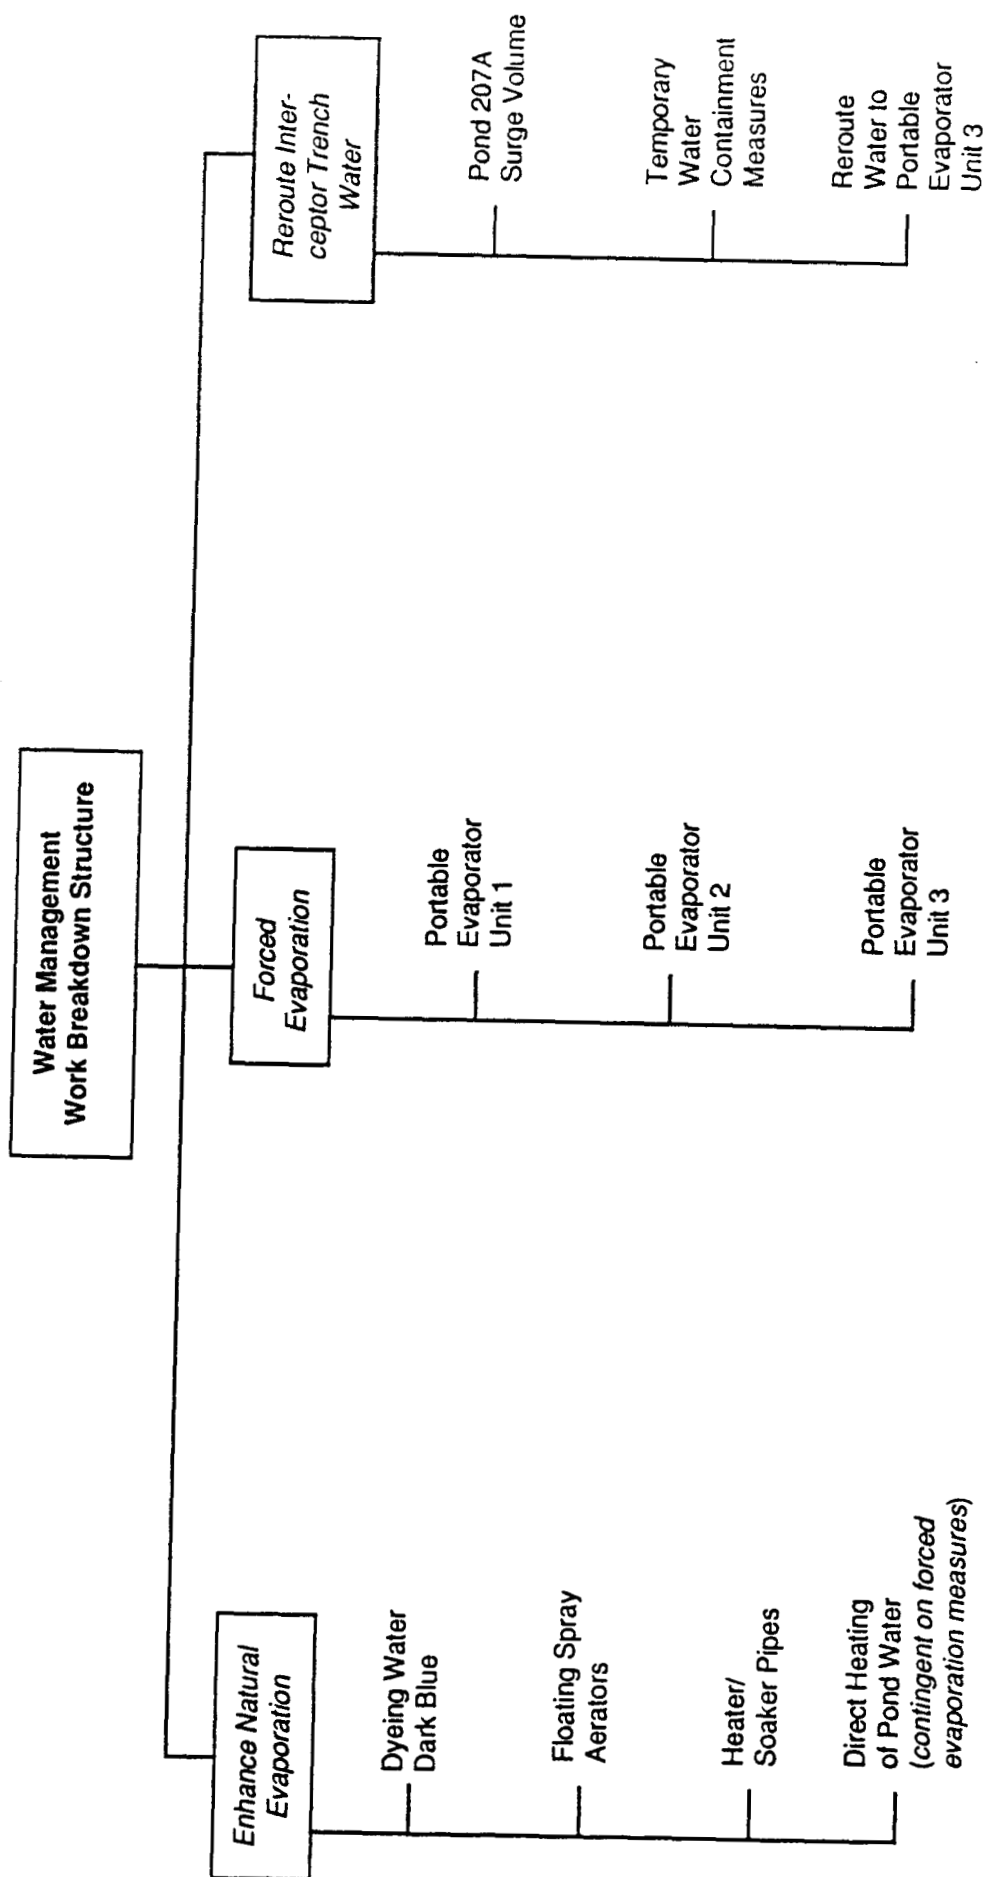 Water Management
Work Breakdown Structure
Enhance Natural
Evaporation
Dyeing Water
Dark Blue
Floating Spray
Aerators
Heater/
Soaker Pipes
Direct Heating
of Pond Water
(contingent on forced
evaporation measures)
Forced
Evaporation
Portable
Evaporator
Unit 1
Portable
Evaporator
Unit 2
Portable
Evaporator
Unit 3
Reroute Inter-
ceptor Trench
Water
Pond 207A
Surge Volume
Temporary
Water
Containment
Measures
Reroute
Water to
Portable
Evaporator
Unit 3